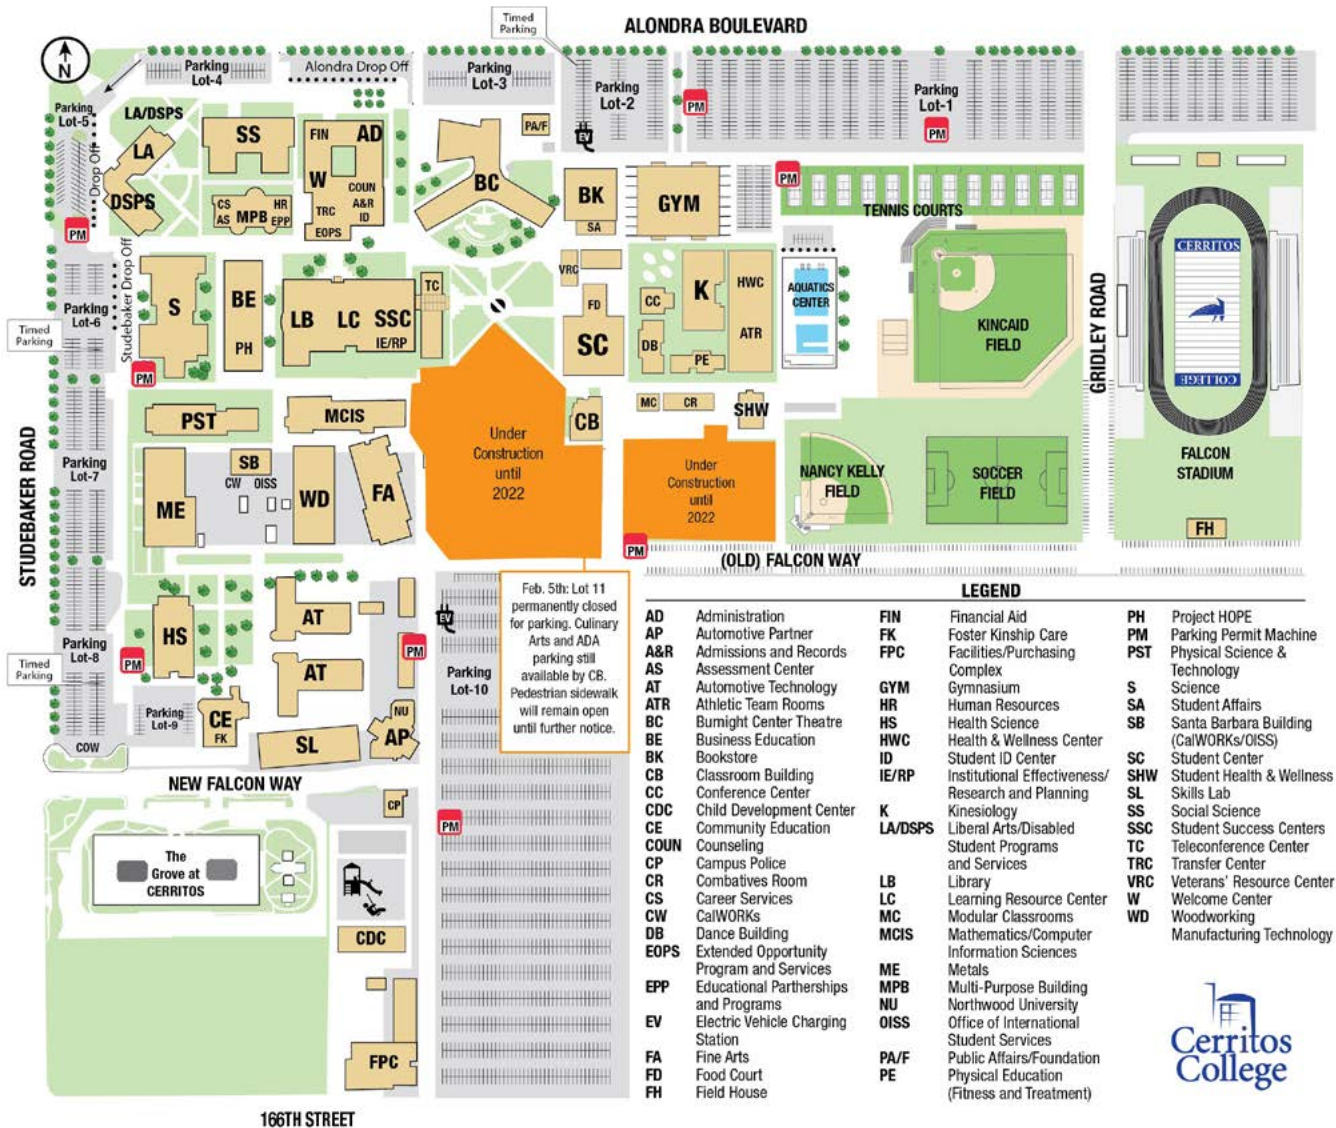 ALONDRA BOULEVARD
Timed
Parking
N
Parking
Lot-4
Alondra Drop Off
Parking
Lot-3
Parking
Lot-2
Parking
Lot-1
PM
PM
EV
Parking
Lot-5
Drop Off
LA/DSPS
LA
DSPS
SS
FIN
AD
W
COUN
A&R
ID
TRC
EOPS
CS
AS
MPB
HR
EPP
BC
PA/F
BK
SA
GYM
PM
TENNIS COURTS
PM
Studebaker Drop Off
Parking
Lot-6
Timed
Parking
S
BE
PH
LB
LC
SSC
IE/RP
TC
VRC
FD
SC
CC
DB
K
PE
HWC
ATR
AQUATICS
CENTER
KINCAID
FIELD
GRIDLEY ROAD
CERRITOS
COLLEGE
PM
PST
MCIS
CB
MC
CR
SHW
STUDEBAKER ROAD
Parking
Lot-7
SB
CW
OISS
ME
WD
FA
Under
Construction
until
2022
Under
Construction
until
2022
NANCY KELLY
FIELD
SOCCER
FIELD
FALCON
STADIUM
FH
PM
(OLD) FALCON WAY
Feb. 5th: Lot 11
permanently closed
for parking. Culinary
Arts and ADA
parking still
available by CB.
Pedestrian sidewalk
will remain open
until further notice.
EV
Parking
Lot-10
PM
PM
HS
AT
AT
PM
Parking
Lot-8
Timed
Parking
Parking
Lot-9
CE
FK
SL
NU
AP
COW
NEW FALCON WAY
The
Grove at
CERRITOS
CP
CDC
FPC
166TH STREET
LEGEND
AD Administration
AP Automotive Partner
A&R Admissions and Records
AS Assessment Center
AT Automotive Technology
ATR Athletic Team Rooms
BC Burnight Center Theatre
BE Business Education
BK Bookstore
CB Classroom Building
CC Conference Center
CDC Child Development Center
CE Community Education
COUN Counseling
CP Campus Police
CR Combatives Room
CS Career Services
CW CalWORKs
DB Dance Building
EOPS Extended Opportunity
Program and Services
EPP Educational Partherships
and Programs
EV Electric Vehicle Charging
Station
FA Fine Arts
FD Food Court
FH Field House
FIN Financial Aid
FK Foster Kinship Care
FPC Facilities/Purchasing
Complex
GYM Gymnasium
HR Human Resources
HS Health Science
HWC Health & Wellness Center
ID Student ID Center
IE/RP Institutional Effectiveness/
Research and Planning
K Kinesiology
LA/DSPS Liberal Arts/Disabled
Student Programs
and Services
LB Library
LC Learning Resource Center
MC Modular Classrooms
MCIS Mathematics/Computer
Information Sciences
ME Metals
MPB Multi-Purpose Building
NU Northwood University
OISS Office of International
Student Services
PA/F Public Affairs/Foundation
PE Physical Education
(Fitness and Treatment)
PH Project HOPE
PM Parking Permit Machine
PST Physical Science &
Technology
S Science
SA Student Affairs
SB Santa Barbara Building
(CalWORKs/OISS)
SC Student Center
SHW Student Health & Wellness
SL Skills Lab
SS Social Science
SSC Student Success Centers
TC Teleconference Center
TRC Transfer Center
VRC Veterans' Resource Center
W Welcome Center
WD Woodworking
Manufacturing Technology
Cerritos
College